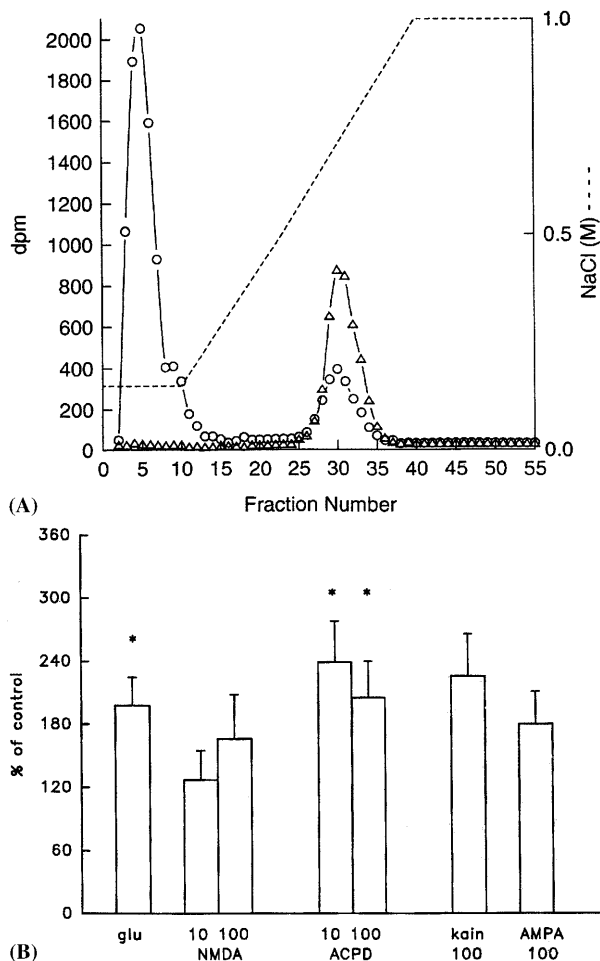 2000
1800
1600
1400
1200
1000
800
600
400
200
0
dpm
1.0
0.5
0.0
NaCl (M) ----
0 5 10 15 20 25 30 35 40 45 50 55
Fraction Number
(A)
360
300
240
180
120
60
0
% of control
* * *
glu 10 100 10 100 kain AMPA
NMDA ACPD 100 100
(B)